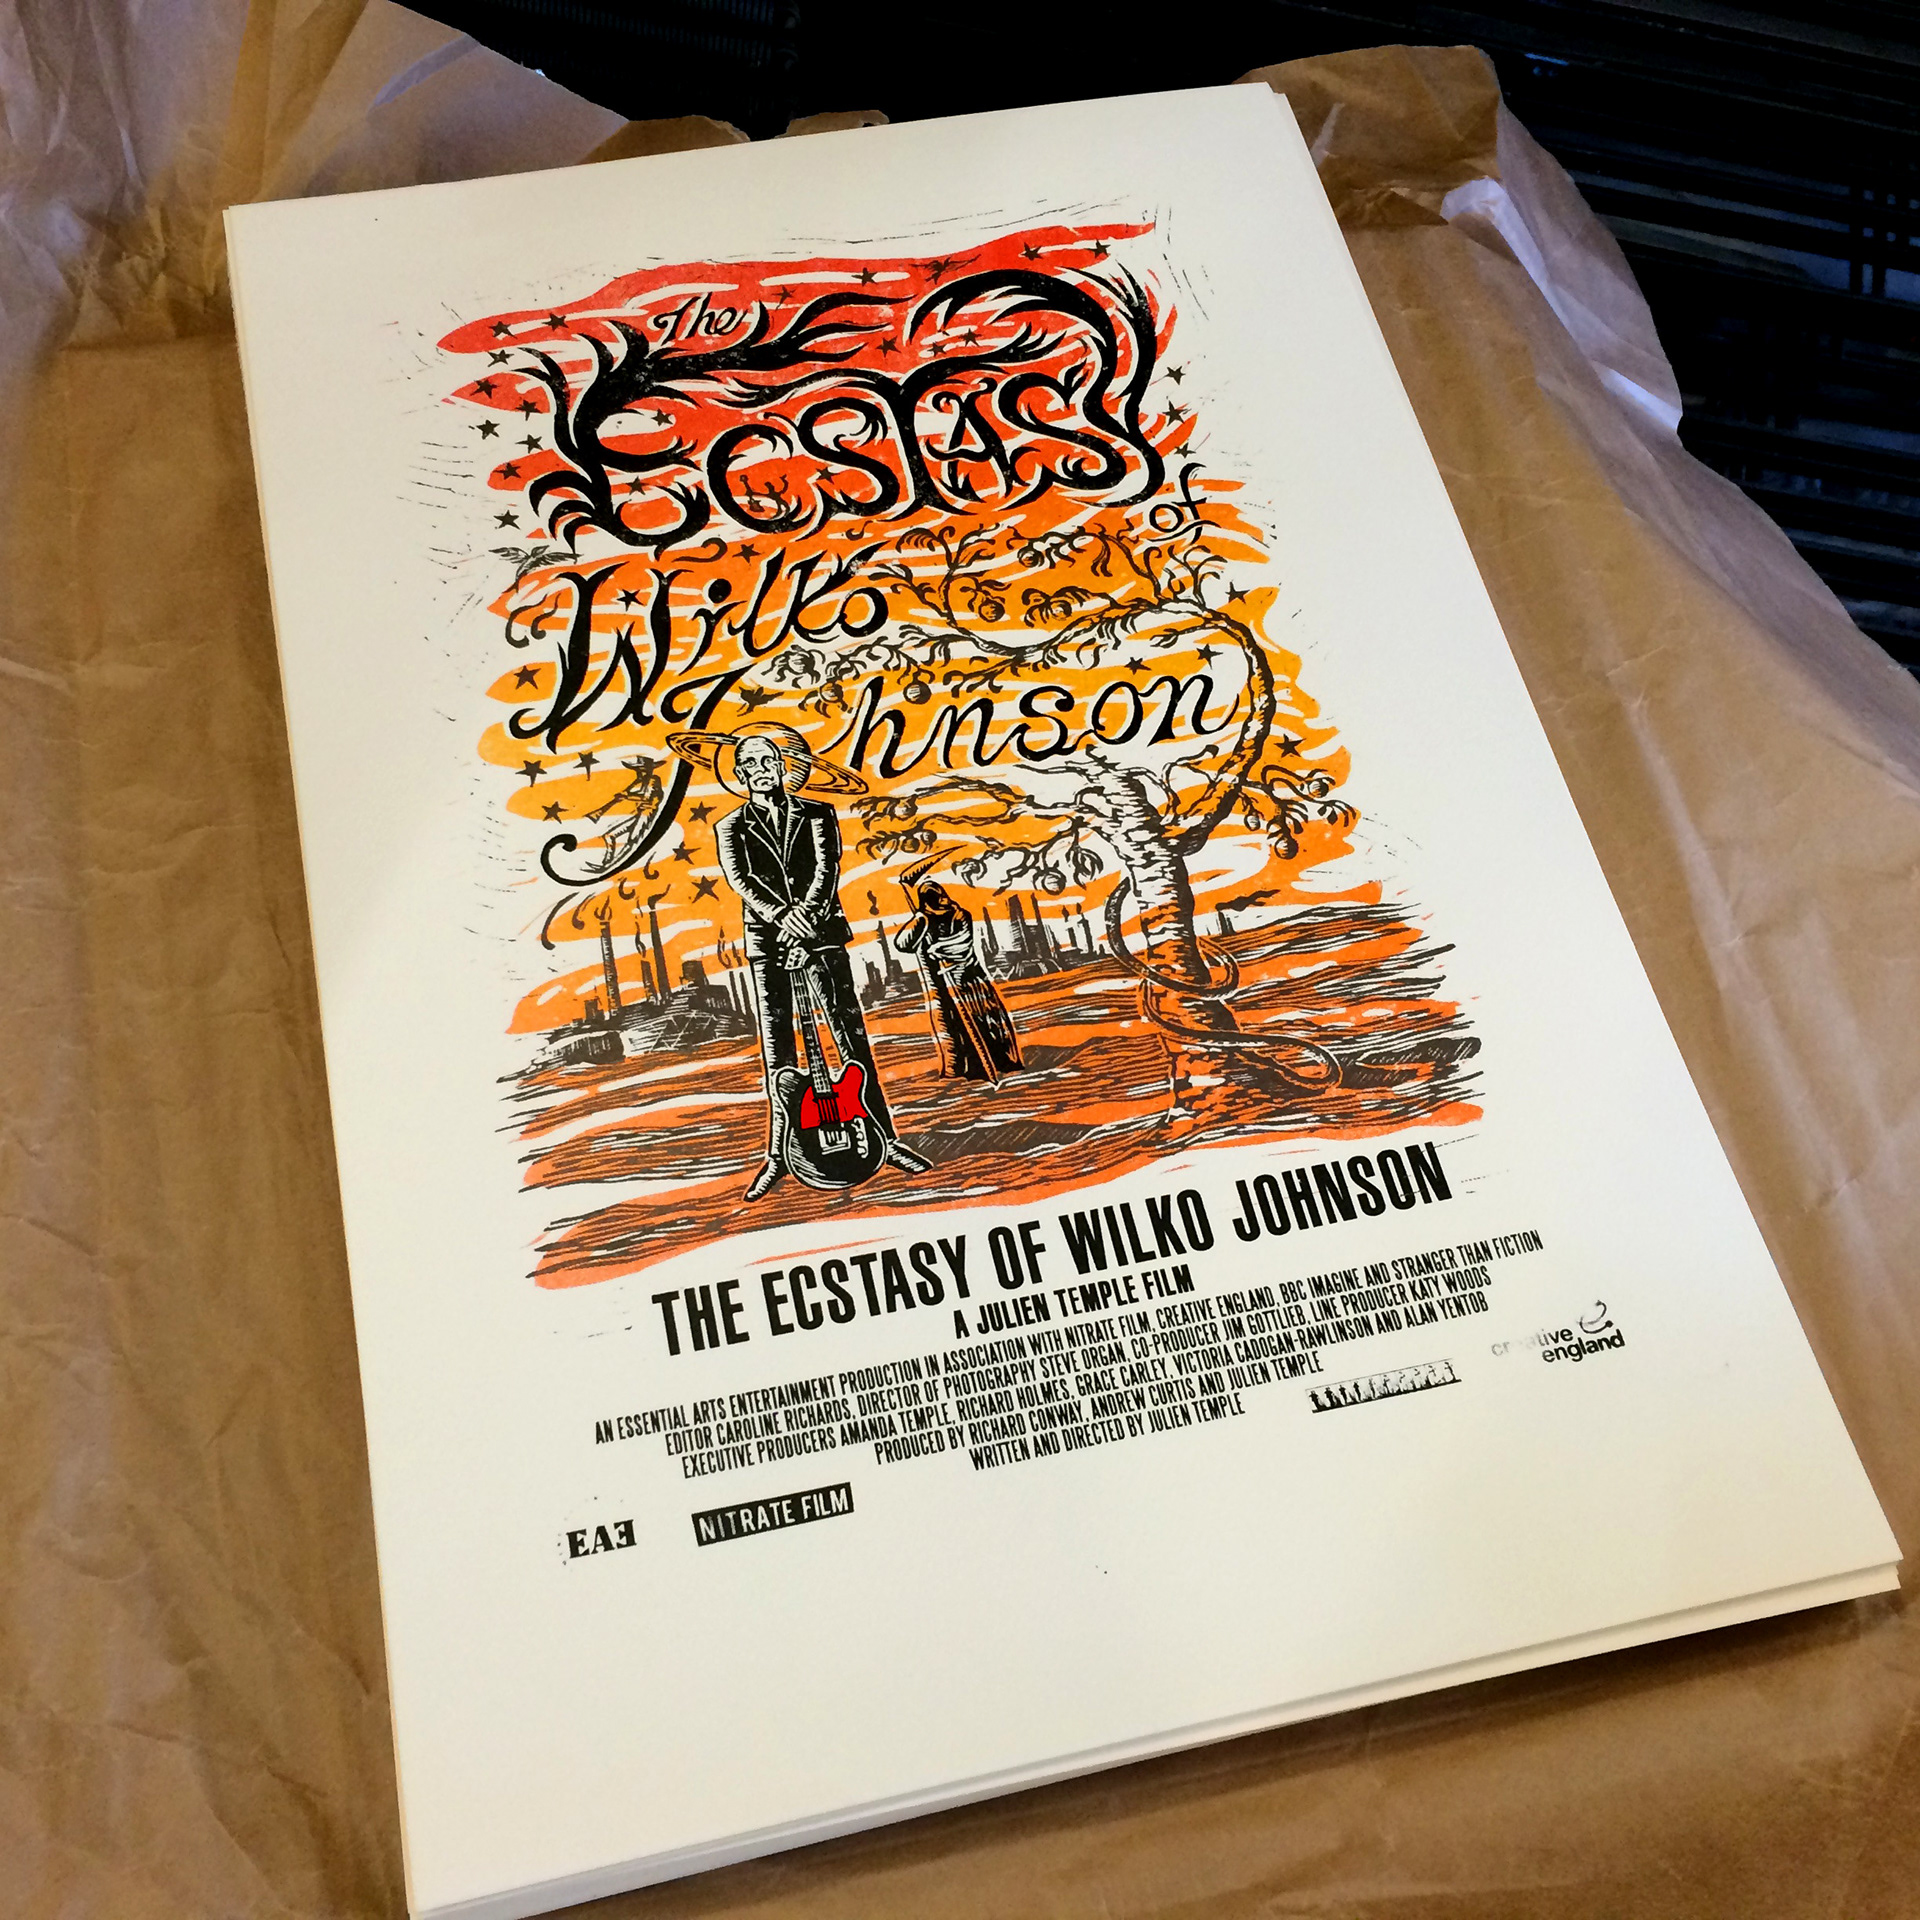 The
Ecstasy
of
Wilko
Johnson
THE ECSTASY OF WILKO JOHNSON
A JULIEN TEMPLE FILM
AN ESSENTIAL ARTS ENTERTAINMENT PRODUCTION IN ASSOCIATION WITH NITRATE FILM, CREATIVE ENGLAND, BBC IMAGINE AND STRANGER THAN FICTION
EDITOR CAROLINE RICHARDS, DIRECTOR OF PHOTOGRAPHY STEVE ORGAN, CO-PRODUCER JIM GOTTLIEB, LINE PRODUCER KATY WOODS
EXECUTIVE PRODUCERS AMANDA TEMPLE, RICHARD HOLMES, GRACE CARLEY, VICTORIA CADOGAN-RAWLINSON AND ALAN YENTOB
PRODUCED BY RICHARD CONWAY, ANDREW CURTIS AND JULIEN TEMPLE
WRITTEN AND DIRECTED BY JULIEN TEMPLE
creative
england
EAE
NITRATE FILM